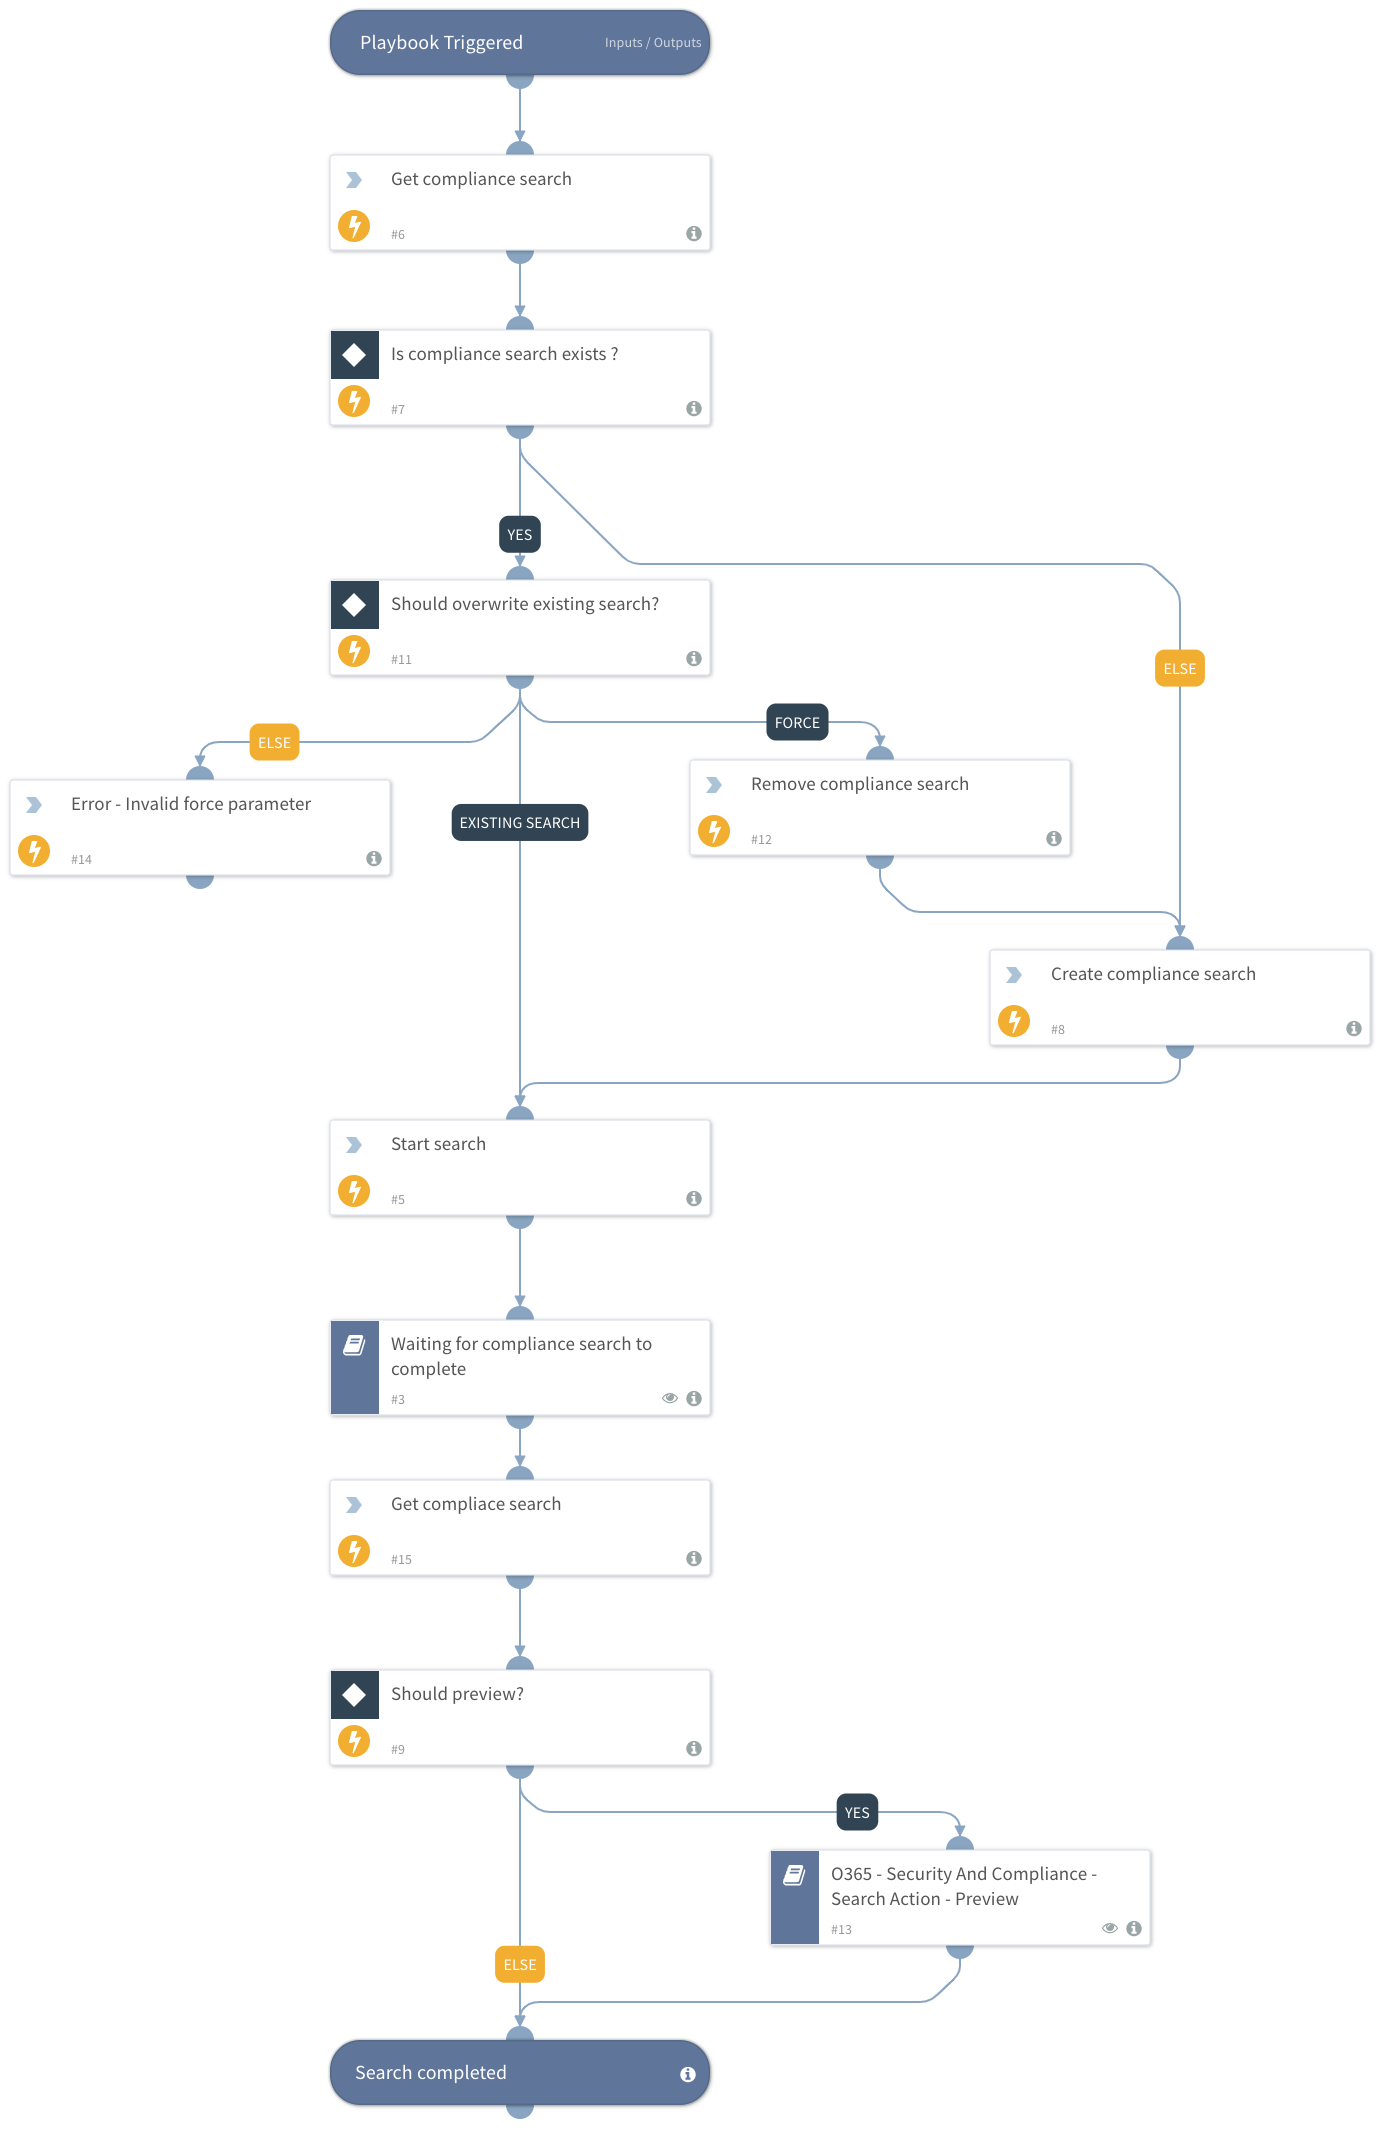 Playbook Triggered
Inputs / Outputs
Get compliance search
#6
Is compliance search exists ?
#7
YES
Should overwrite existing search?
#11
ELSE
FORCE
ELSE
Error - Invalid force parameter
#14
EXISTING SEARCH
Remove compliance search
#12
Create compliance search
#8
Start search
#5
Waiting for compliance search to
complete
#3
Get compliace search
#15
Should preview?
#9
YES
O365 - Security And Compliance -
Search Action - Preview
#13
ELSE
Search completed